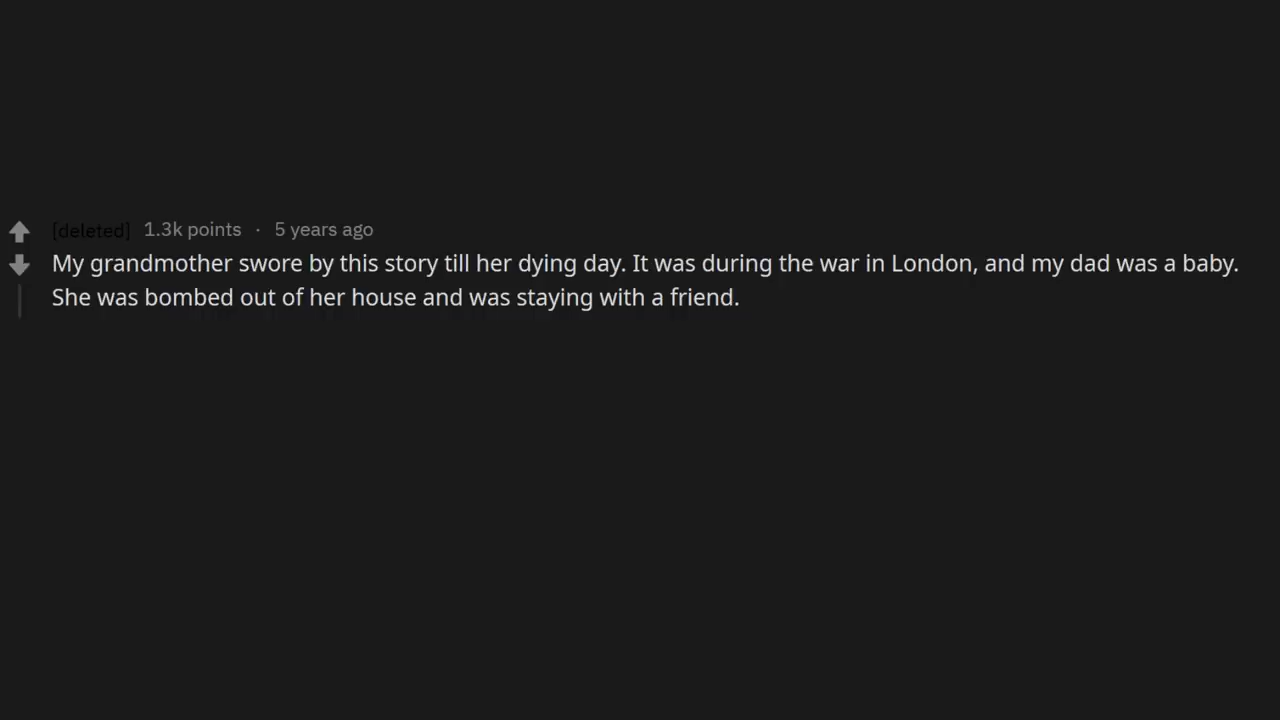 [deleted] 1.3k points · 5 years ago
My grandmother swore by this story till her dying day. It was during the war in London, and my dad was a baby.
She was bombed out of her house and was staying with a friend.